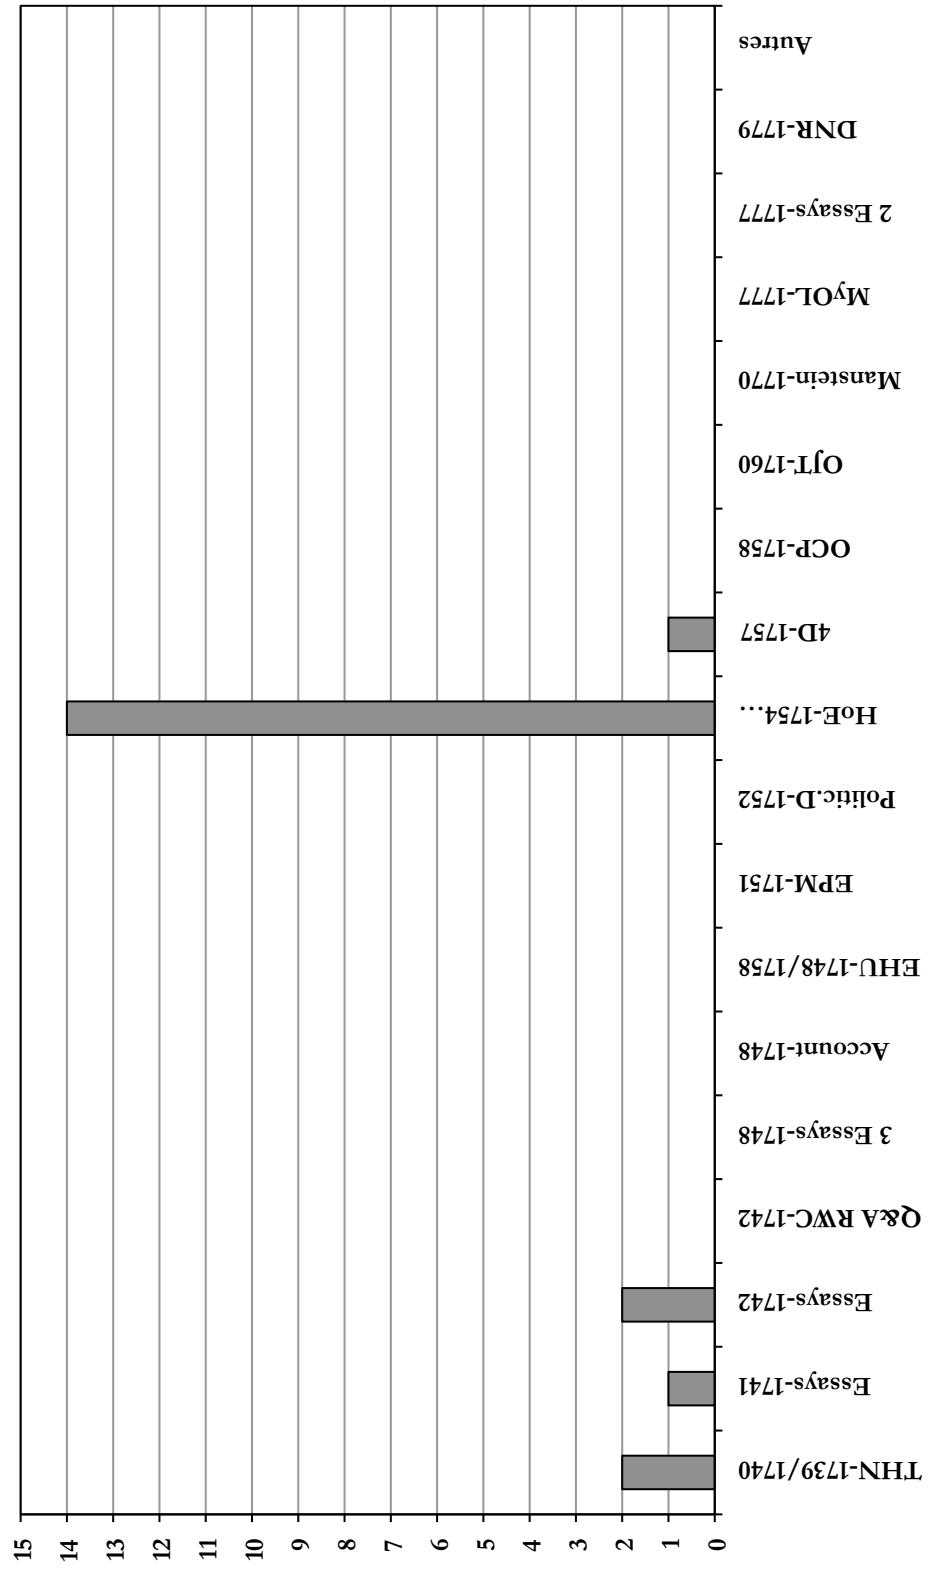 15
14
13
12
11
10
9
8
7
6
5
4
3
2
1
0
THN-1739/1740
Essays-1741
Essays-1742
Q&A RWC-1742
3 Essays-1748
Account-1748
EHU-1748/1758
EPM-1751
Politic.D-1752
HoE-1754…
4D-1757
OCP-1758
OJT-1760
Manstein-1770
MyOL-1777
2 Essays-1777
DNR-1779
Autres